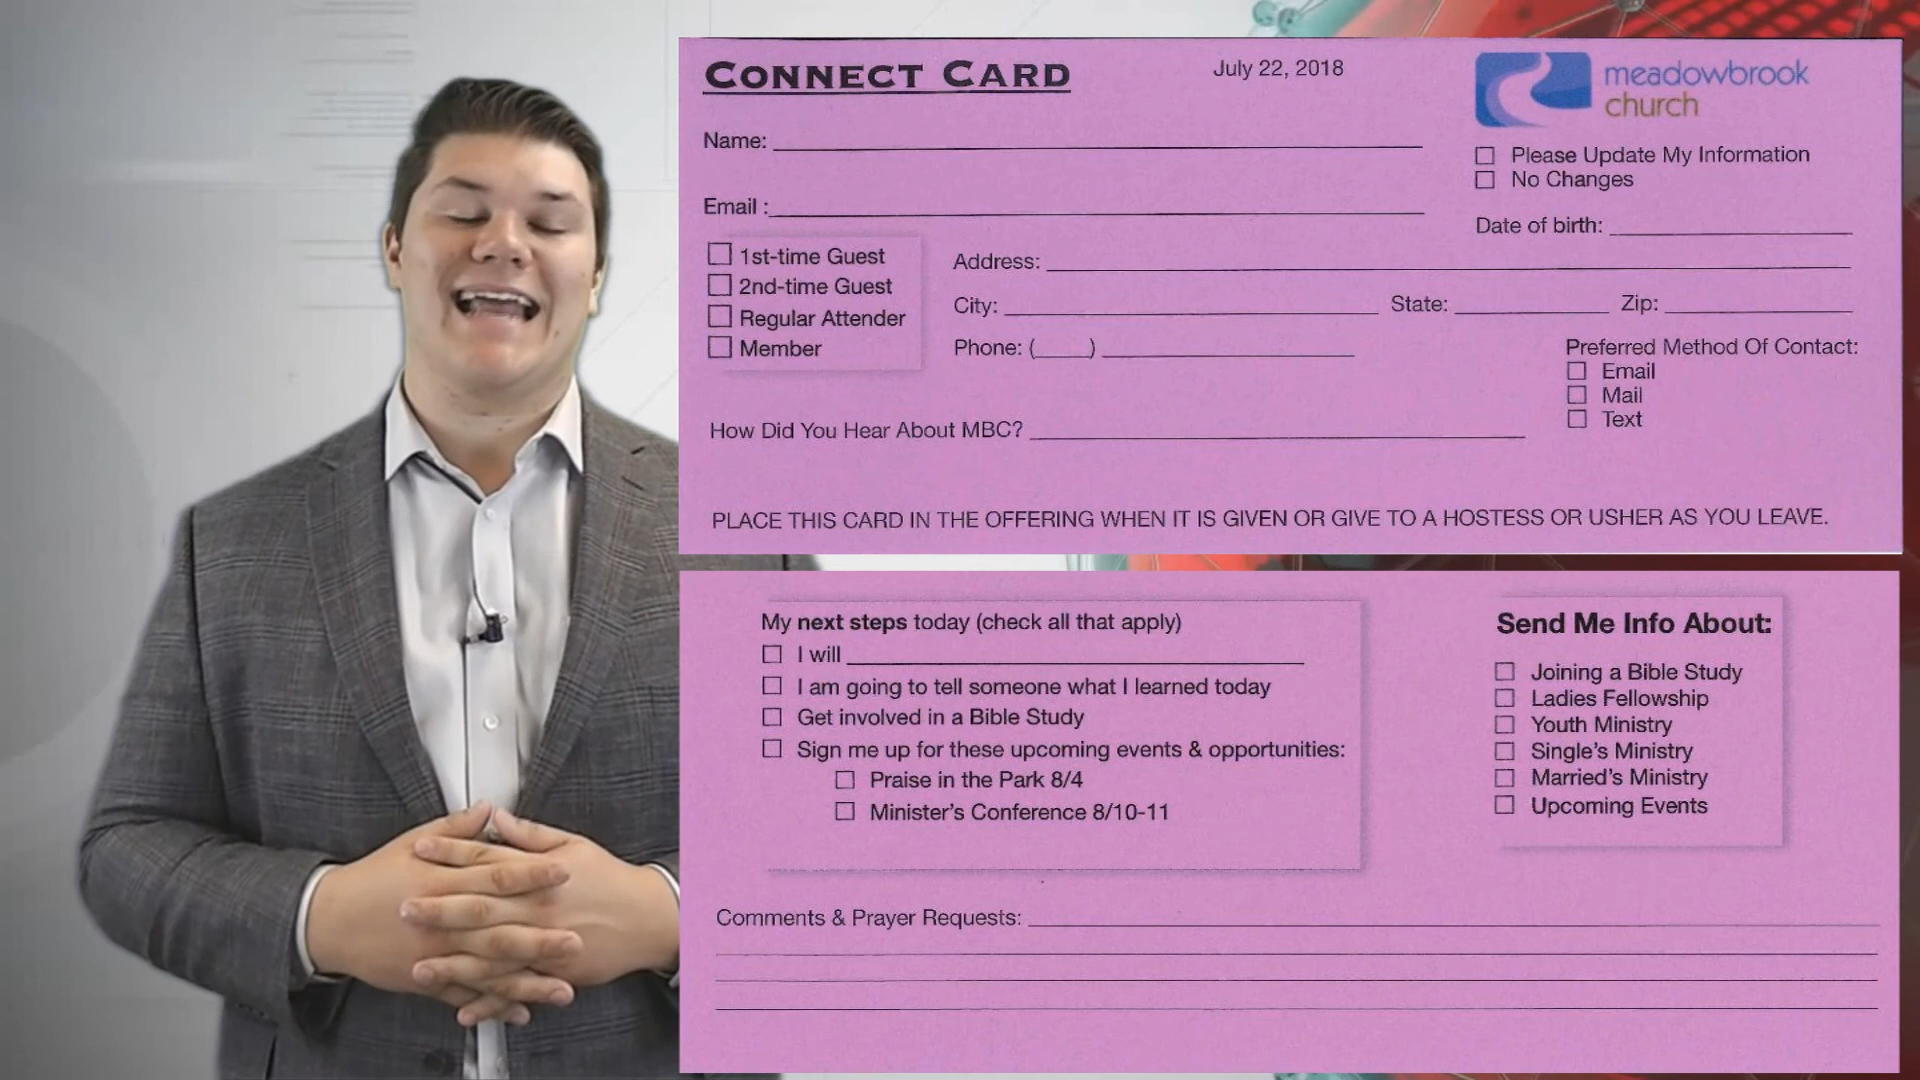 CONNECT CARD
July 22, 2018
meadowbrook
church
Name:
Please Update My Information
No Changes
Email :
Date of birth:
1st-time Guest
2nd-time Guest
Regular Attender
Member
Address:
City: State: Zip:
Phone: ( )
Preferred Method Of Contact:
Email
Mail
Text
How Did You Hear About MBC?
PLACE THIS CARD IN THE OFFERING WHEN IT IS GIVEN OR GIVE TO A HOSTESS OR USHER AS YOU LEAVE.
My next steps today (check all that apply)
I will
I am going to tell someone what I learned today
Get involved in a Bible Study
Sign me up for these upcoming events & opportunities:
Praise in the Park 8/4
Minister's Conference 8/10-11
Send Me Info About:
Joining a Bible Study
Ladies Fellowship
Youth Ministry
Single's Ministry
Married's Ministry
Upcoming Events
Comments & Prayer Requests: